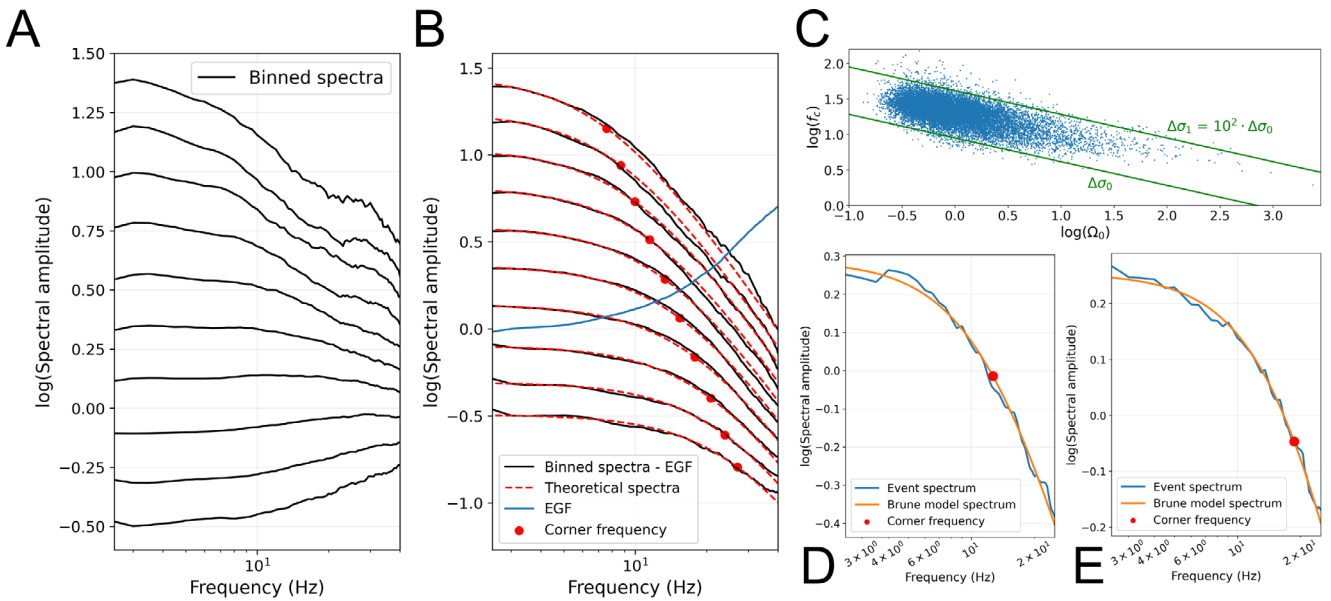 A
1.50
1.25
1.00
0.75
0.50
0.25
0.00
−0.25
−0.50
log(Spectral amplitude)
10¹
Frequency (Hz)
Binned spectra
B
1.5
1.0
0.5
0.0
−0.5
−1.0
log(Spectral amplitude)
Binned spectra - EGF
Theoretical spectra
EGF
Corner frequency
10¹
Frequency (Hz)
C
2.0
1.5
1.0
0.5
0.0
log(f_c)
Δσ₁ = 10² · Δσ₀
Δσ₀
−1.0 −0.5 0.0 0.5 1.0 1.5 2.0 2.5 3.0
log(Ω₀)
0.3
0.2
0.1
0.0
−0.1
−0.2
−0.3
−0.4
log(Spectral amplitude)
Event spectrum
Brune model spectrum
Corner frequency
3 × 10⁰ 4 × 10⁰ 6 × 10⁰ 10¹ 2 × 10¹
Frequency (Hz)
D
0.2
0.1
0.0
−0.1
−0.2
log(Spectral amplitude)
Event spectrum
Brune model spectrum
Corner frequency
3 × 10⁰ 4 × 10⁰ 6 × 10⁰ 10¹ 2 × 10¹
Frequency (Hz)
E